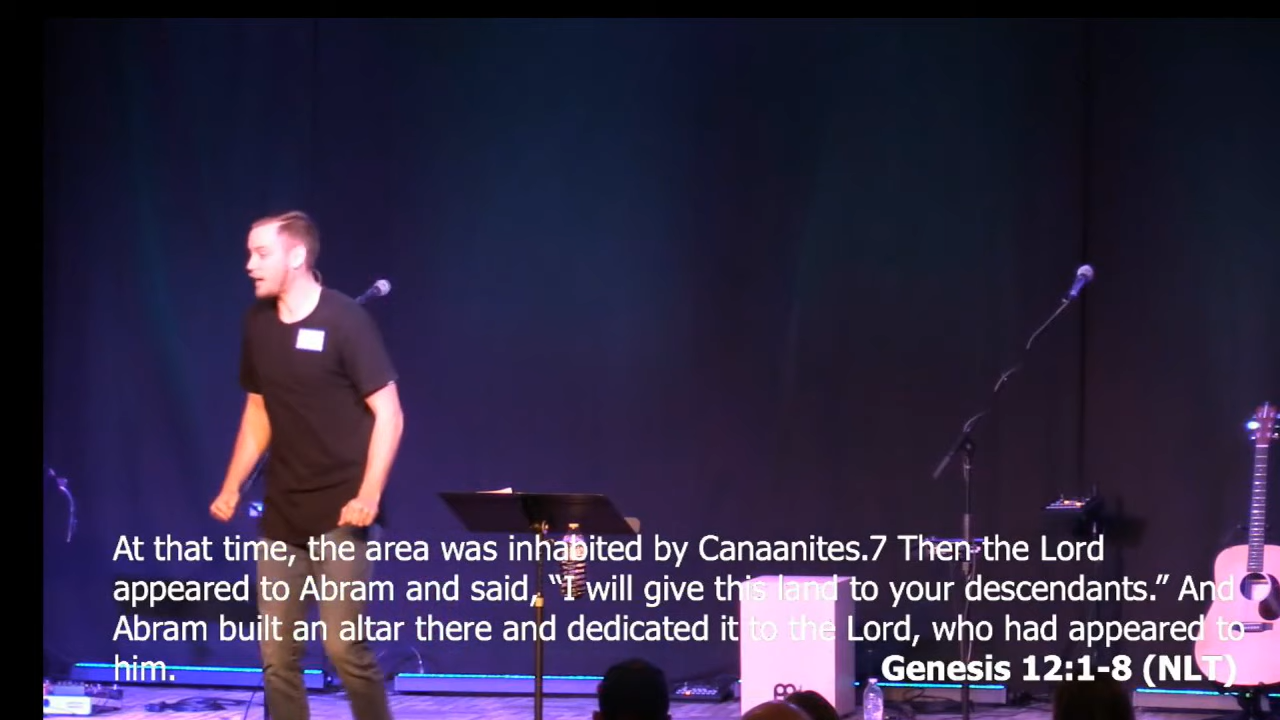 At that time, the area was inhabited by Canaanites.7 Then the Lord
appeared to Abram and said, “I will give this land to your descendants.” And
Abram built an altar there and dedicated it to the Lord, who had appeared to
him.
Genesis 12:1-8 (NLT)